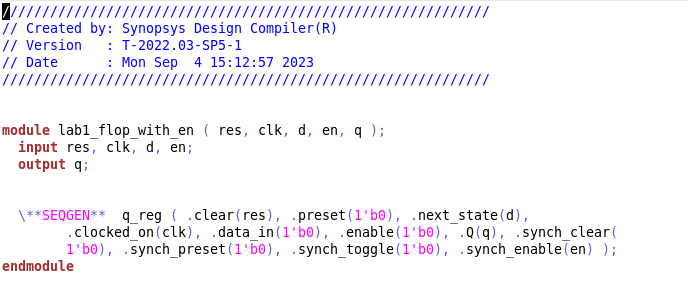 /////////////////////////////////////////////////////////////
// Created by: Synopsys Design Compiler(R)
// Version   : T-2022.03-SP5-1
// Date      : Mon Sep  4 15:12:57 2023
/////////////////////////////////////////////////////////////
module lab1_flop_with_en ( res, clk, d, en, q );
  input res, clk, d, en;
  output q;
  \**SEQGEN**  q_reg ( .clear(res), .preset(1'b0), .next_state(d),
        .clocked_on(clk), .data_in(1'b0), .enable(1'b0), .Q(q), .synch_clear(
        1'b0), .synch_preset(1'b0), .synch_toggle(1'b0), .synch_enable(en) );
endmodule